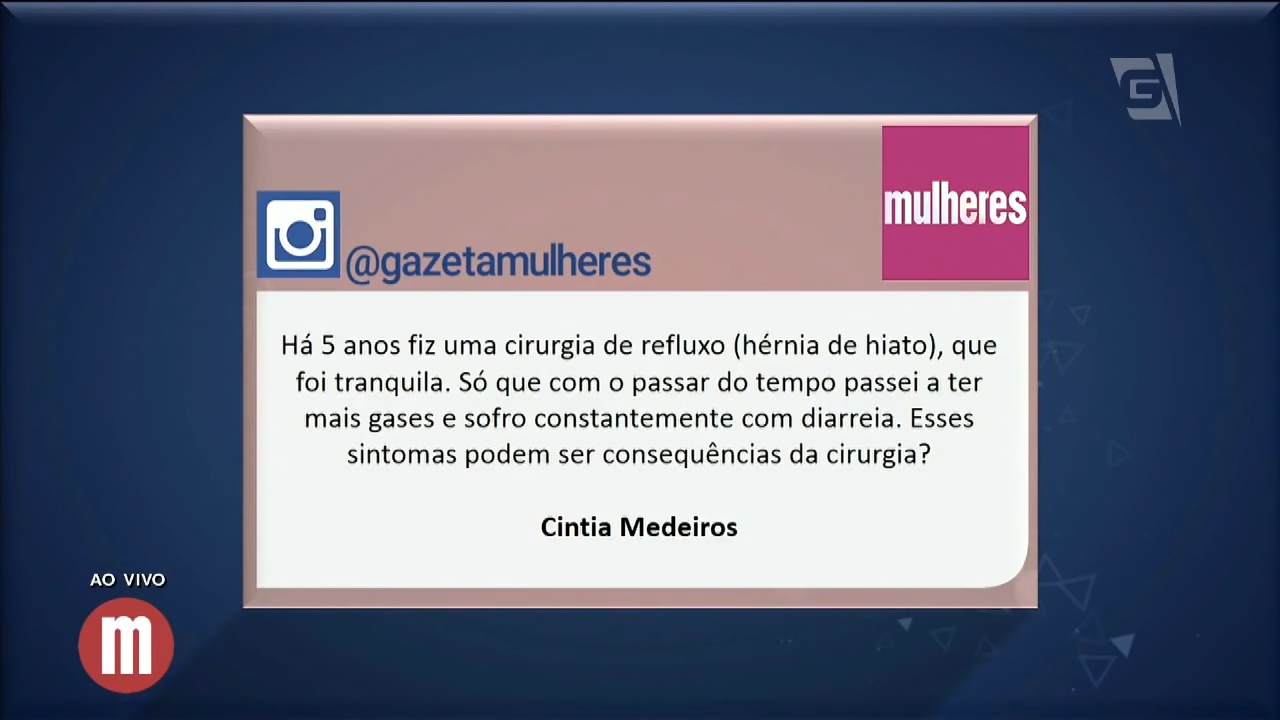 mulheres
@gazetamulheres
Há 5 anos fiz uma cirurgia de refluxo (hérnia de hiato), que
foi tranquila. Só que com o passar do tempo passei a ter
mais gases e sofro constantemente com diarreia. Esses
sintomas podem ser consequências da cirurgia?
Cintia Medeiros
AO VIVO
m